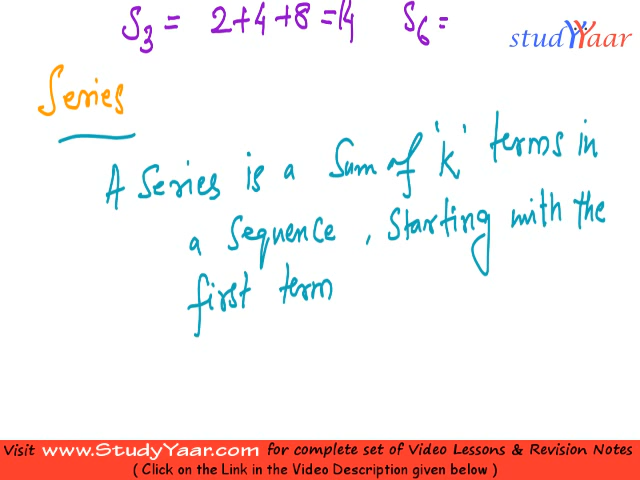 S3 = 2+4+8=14 S6 =
studYYaar
Series
A Series is a Sum of 'k' terms in
a Sequence, Starting with the
first term
Visit www.StudyYaar.com for complete set of Video Lessons & Revision Notes
( Click on the Link in the Video Description given below )